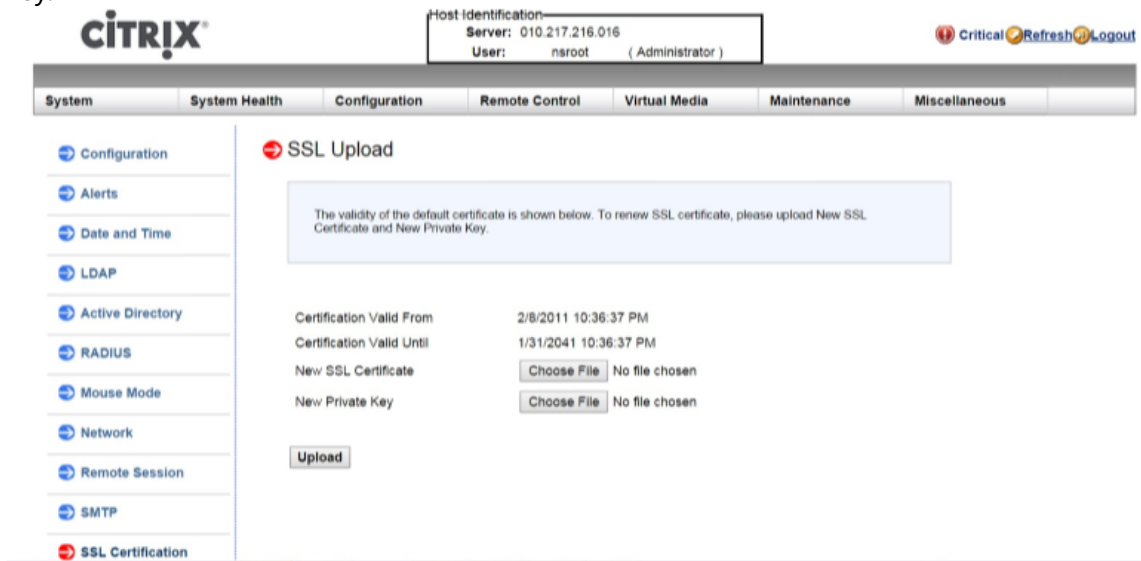 CİTRIX
Host Identification
Server: 010.217.216.016
User: nsroot ( Administrator )
Critical Refresh Logout
System System Health Configuration Remote Control Virtual Media Maintenance Miscellaneous
Configuration
Alerts
Date and Time
LDAP
Active Directory
RADIUS
Mouse Mode
Network
Remote Session
SMTP
SSL Certification
SSL Upload
The validity of the default certificate is shown below. To renew SSL certificate, please upload New SSL
Certificate and New Private Key.
Certification Valid From 2/8/2011 10:36:37 PM
Certification Valid Until 1/31/2041 10:36:37 PM
New SSL Certificate Choose File No file chosen
New Private Key Choose File No file chosen
Upload